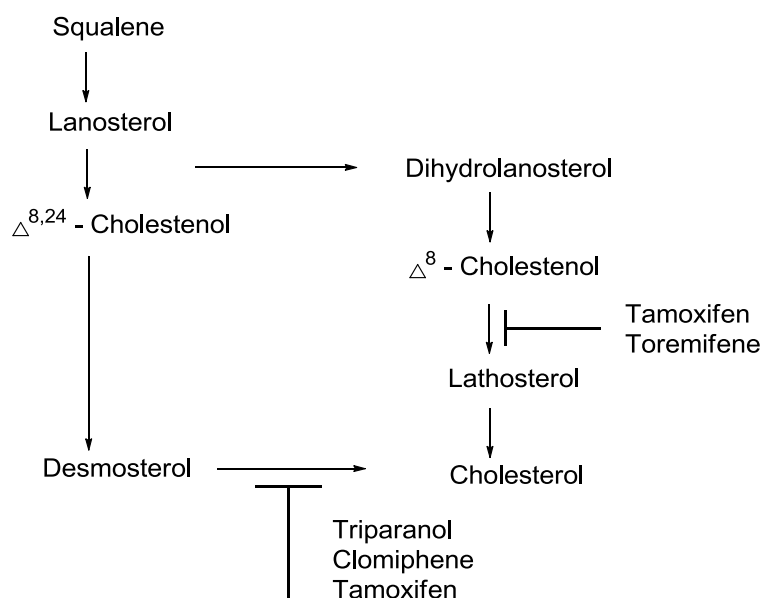 Squalene
Lanosterol
Dihydrolanosterol
△8,24 - Cholestenol
△8 - Cholestenol
Tamoxifen
Toremifene
Lathosterol
Desmosterol
Cholesterol
Triparanol
Clomiphene
Tamoxifen